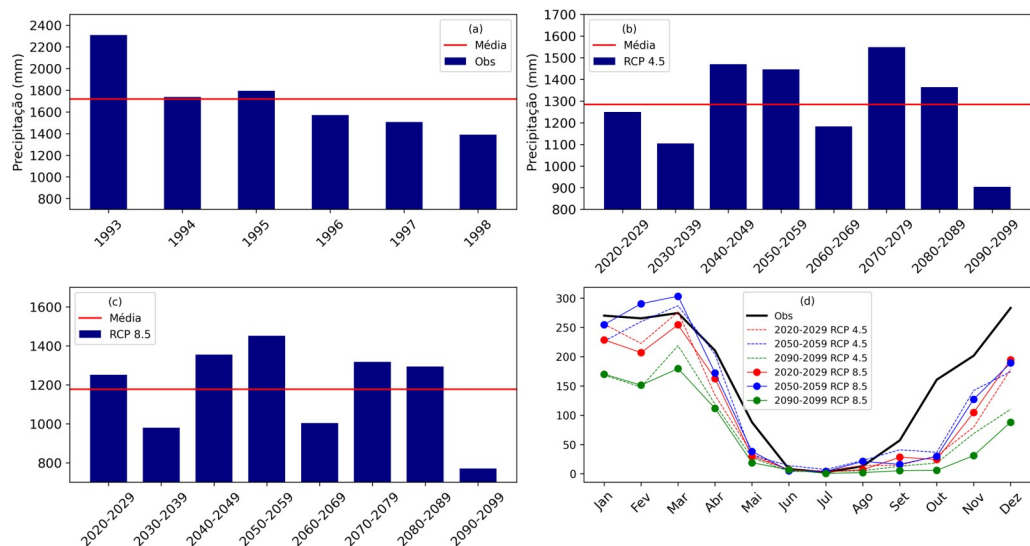 (a)
Média
Obs
Precipitação (mm)
2400
2200
2000
1800
1600
1400
1200
1000
800
1993
1994
1995
1996
1997
1998
(b)
Média
RCP 4.5
Precipitação (mm)
1700
1600
1500
1400
1300
1200
1100
1000
900
800
2020-2029
2030-2039
2040-2049
2050-2059
2060-2069
2070-2079
2080-2089
2090-2099
(c)
Média
RCP 8.5
1600
1400
1200
1000
800
2020-2029
2030-2039
2040-2049
2050-2059
2060-2069
2070-2079
2080-2089
2090-2099
(d)
Obs
2020-2029 RCP 4.5
2050-2059 RCP 4.5
2090-2099 RCP 4.5
2020-2029 RCP 8.5
2050-2059 RCP 8.5
2090-2099 RCP 8.5
300
250
200
150
100
50
0
Jan
Fev
Mar
Abr
Mai
Jun
Jul
Ago
Set
Out
Nov
Dez